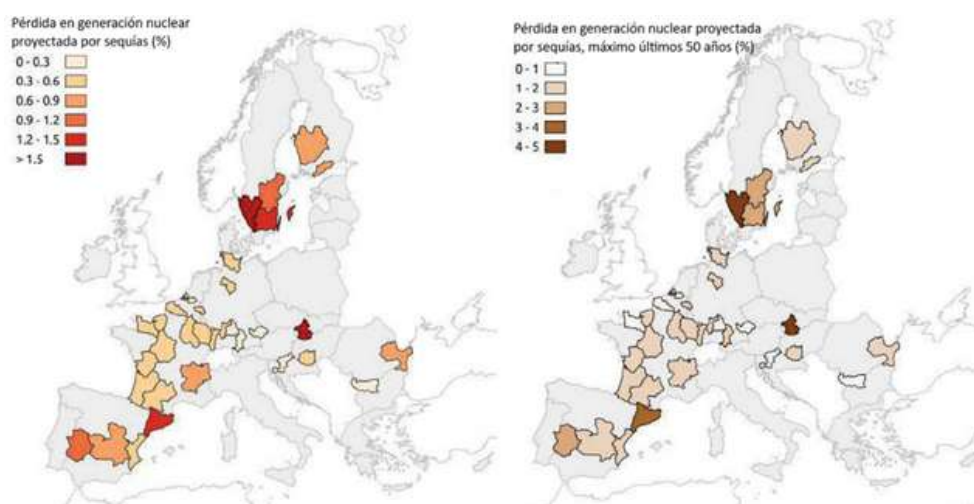 Pérdida en generación nuclear
proyectada por sequías (%)
0 - 0.3
0.3 - 0.6
0.6 - 0.9
0.9 - 1.2
1.2 - 1.5
> 1.5
Pérdida en generación nuclear proyectada
por sequías, máximo últimos 50 años (%)
0 - 1
1 - 2
2 - 3
3 - 4
4 - 5